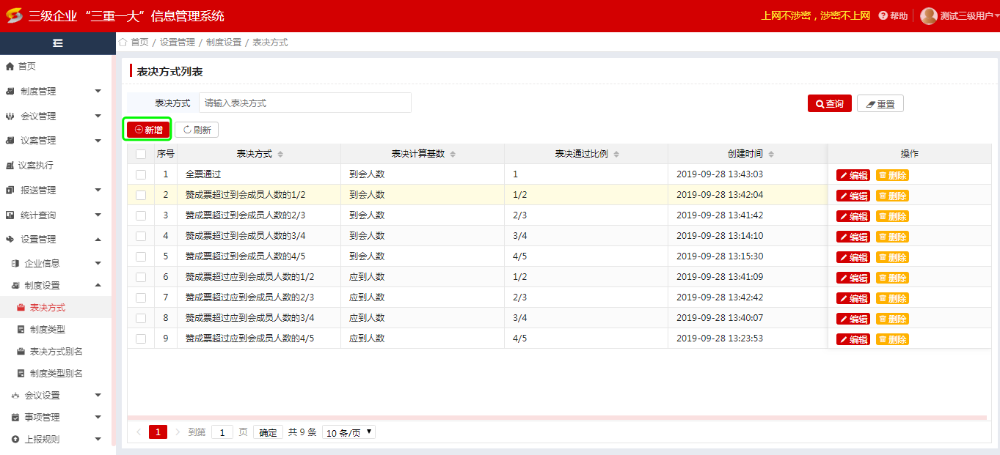 三级企业“三重一大”信息管理系统
上网不涉密，涉密不上网 帮助 测试三级用户
首页 / 设置管理 / 制度设置 / 表决方式
首页
制度管理
会议管理
议案管理
议案执行
报送管理
统计查询
设置管理
企业信息
制度设置
表决方式
制度类型
表决方式别名
制度类型别名
会议设置
事项管理
上报规则
表决方式列表
表决方式 请输入表决方式 查询 重置
新增 刷新
序号 表决方式 表决计算基数 表决通过比例 创建时间 操作
1 全票通过 到会人数 1 2019-09-28 13:43:03 编辑 删除
2 赞成票超过到会成员人数的1/2 到会人数 1/2 2019-09-28 13:42:04 编辑 删除
3 赞成票超过到会成员人数的2/3 到会人数 2/3 2019-09-28 13:41:42 编辑 删除
4 赞成票超过到会成员人数的3/4 到会人数 3/4 2019-09-28 13:14:10 编辑 删除
5 赞成票超过到会成员人数的4/5 到会人数 4/5 2019-09-28 13:15:30 编辑 删除
6 赞成票超过应到会成员人数的1/2 应到人数 1/2 2019-09-28 13:41:09 编辑 删除
7 赞成票超过应到会成员人数的2/3 应到人数 2/3 2019-09-28 13:42:42 编辑 删除
8 赞成票超过应到会成员人数的3/4 应到人数 3/4 2019-09-28 13:40:07 编辑 删除
9 赞成票超过应到会成员人数的4/5 应到人数 4/5 2019-09-28 13:23:53 编辑 删除
1 到第 1 页 确定 共 9 条 10 条/页